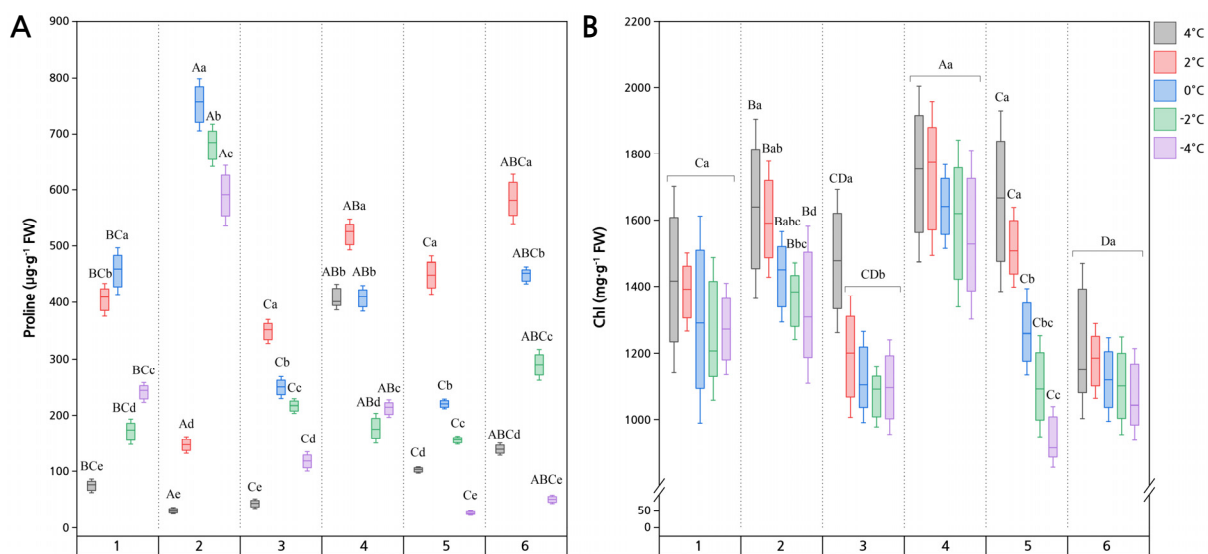 A
900
800
700
600
500
400
300
200
100
0
Proline (µg·g⁻¹ FW)
BCe
BCb
BCa
BCd
BCc
Ae
Ad
Aa
Ab
Ac
Ce
Ca
Cb
Cc
Cd
ABb
ABa
ABb
ABd
ABc
Cd
Ca
Cb
Cc
Ce
ABCd
ABCa
ABCb
ABCc
ABCe
1 2 3 4 5 6
B
2200
2000
1800
1600
1400
1200
1000
50
0
Chl (mg·g⁻¹ FW)
Ca
Ba
Bab
Babc
Bbc
Bd
CDa
CDb
Aa
Ca
Ca
Cb
Cbc
Cc
Da
1 2 3 4 5 6
4°C
2°C
0°C
-2°C
-4°C